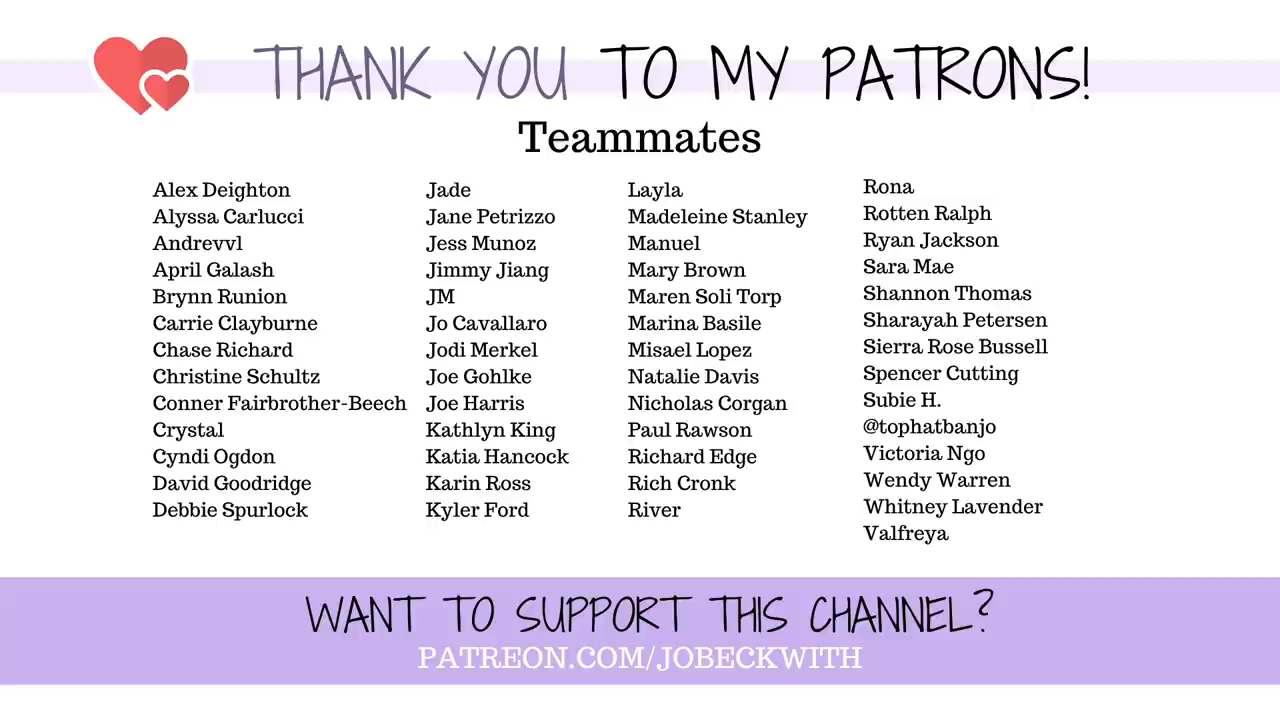 THANK YOU TO MY PATRONS!
Teammates
Alex Deighton
Alyssa Carlucci
Andrevvl
April Galash
Brynn Runion
Carrie Clayburne
Chase Richard
Christine Schultz
Conner Fairbrother-Beech
Crystal
Cyndi Ogdon
David Goodridge
Debbie Spurlock
Jade
Jane Petrizzo
Jess Munoz
Jimmy Jiang
JM
Jo Cavallaro
Jodi Merkel
Joe Gohlke
Joe Harris
Kathlyn King
Katia Hancock
Karin Ross
Kyler Ford
Layla
Madeleine Stanley
Manuel
Mary Brown
Maren Soli Torp
Marina Basile
Misael Lopez
Natalie Davis
Nicholas Corgan
Paul Rawson
Richard Edge
Rich Cronk
River
Rona
Rotten Ralph
Ryan Jackson
Sara Mae
Shannon Thomas
Sharayah Petersen
Sierra Rose Bussell
Spencer Cutting
Subie H.
@tophatbanjo
Victoria Ngo
Wendy Warren
Whitney Lavender
Valfreya
WANT TO SUPPORT THIS CHANNEL?
PATREON.COM/JOBECKWITH